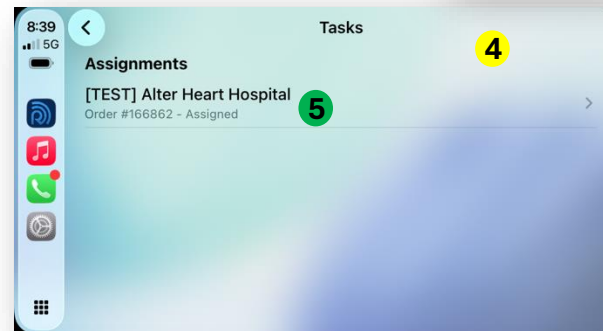 8:39
5G
Tasks
4
Assignments
[TEST] Alter Heart Hospital
5
Order #166862 - Assigned